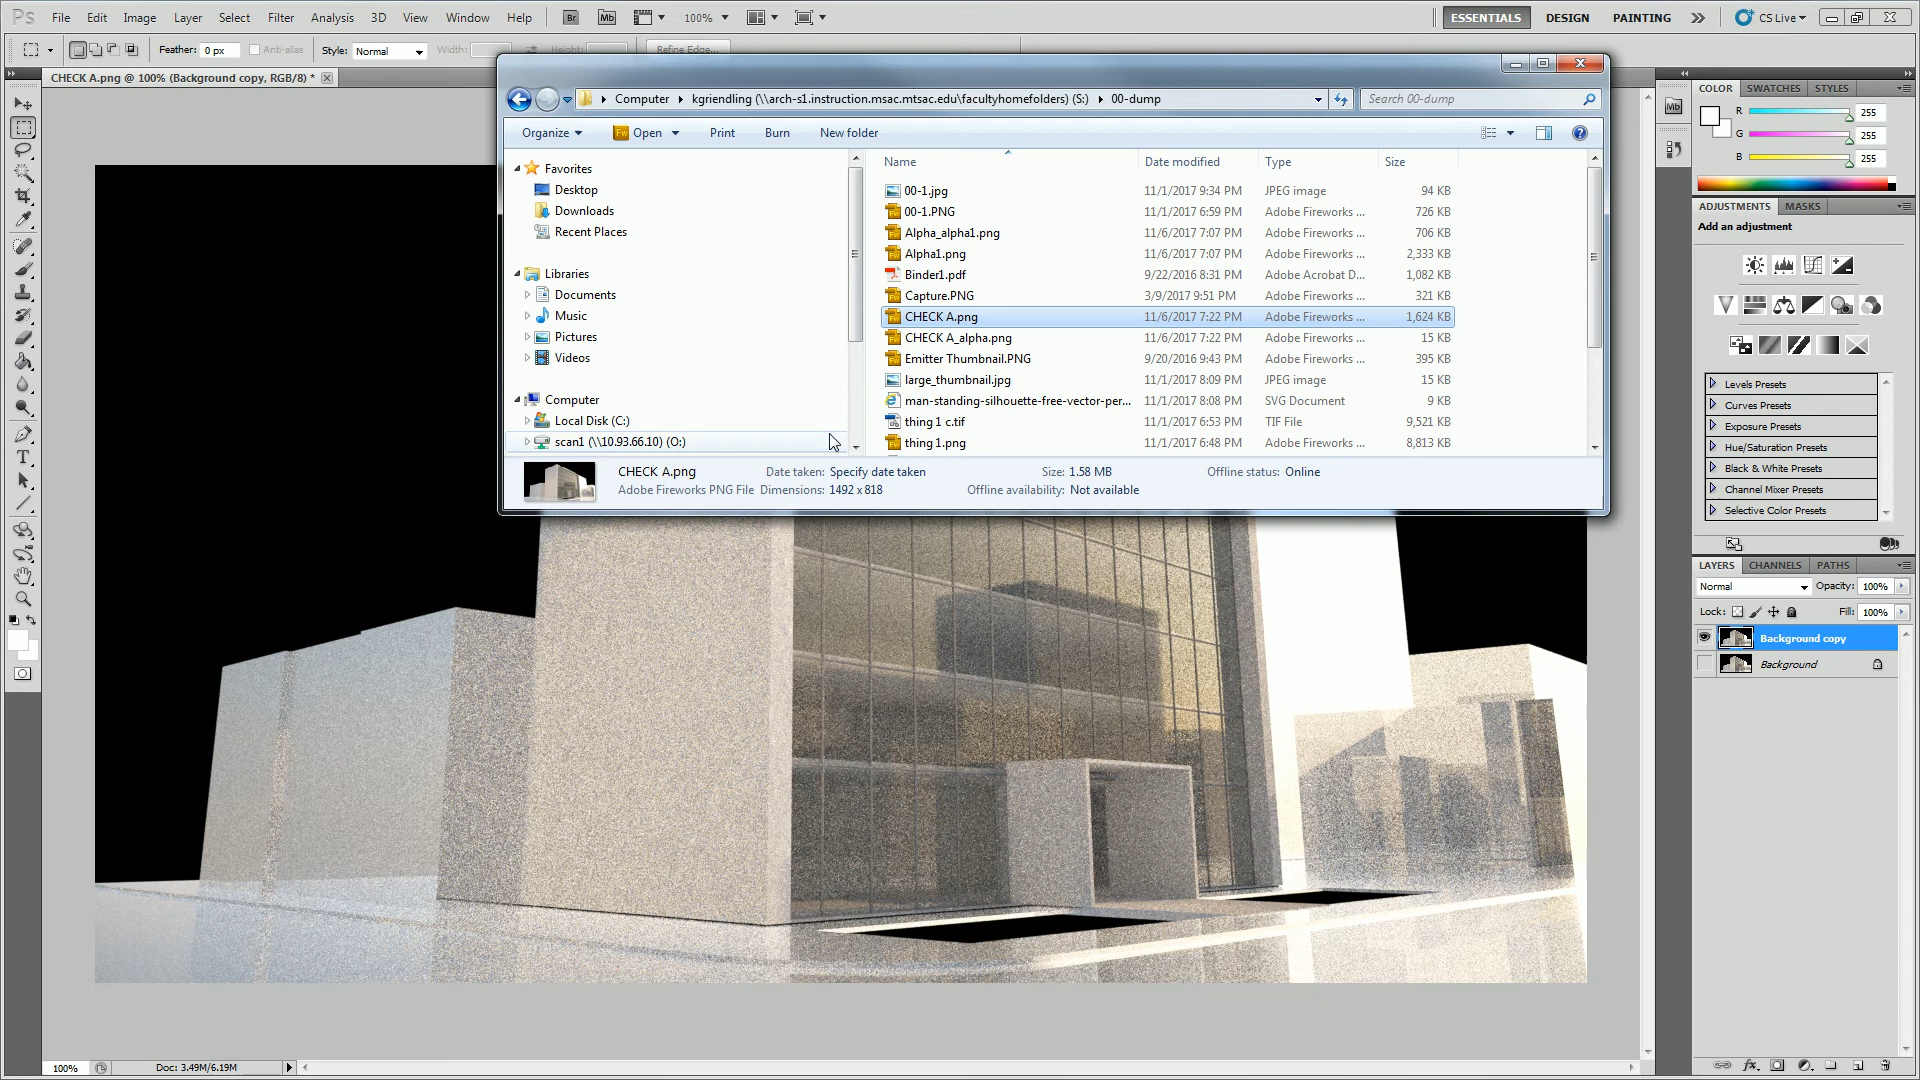 Ps File Edit Image Layer Select Filter Analysis 3D View Window Help Br Mb 100% ESSENTIALS DESIGN PAINTING CS Live
Feather: 0 px Anti-alias Style: Normal Width: Height: Refine Edge...
CHECK A.png @ 100% (Background copy, RGB/8) *
Computer kgriendling (\\arch-s1.instruction.msac.mtsac.edu\facultyhomefolders) (S:) 00-dump Search 00-dump
Organize Open Print Burn New folder
Favorites
Desktop
Downloads
Recent Places
Libraries
Documents
Music
Pictures
Videos
Computer
Local Disk (C:)
scan1 (\\10.93.66.10) (O:)
Name Date modified Type Size
00-1.jpg 11/1/2017 9:34 PM JPEG image 94 KB
00-1.PNG 11/1/2017 6:59 PM Adobe Fireworks ... 726 KB
Alpha_alpha1.png 11/6/2017 7:07 PM Adobe Fireworks ... 706 KB
Alpha1.png 11/6/2017 7:07 PM Adobe Fireworks ... 2,333 KB
Binder1.pdf 9/22/2016 8:31 PM Adobe Acrobat D... 1,082 KB
Capture.PNG 3/9/2017 9:51 PM Adobe Fireworks ... 321 KB
CHECK A.png 11/6/2017 7:22 PM Adobe Fireworks ... 1,624 KB
CHECK A_alpha.png 11/6/2017 7:22 PM Adobe Fireworks ... 15 KB
Emitter Thumbnail.PNG 9/20/2016 9:43 PM Adobe Fireworks ... 395 KB
large_thumbnail.jpg 11/1/2017 8:09 PM JPEG image 15 KB
man-standing-silhouette-free-vector-per... 11/1/2017 8:08 PM SVG Document 9 KB
thing 1 c.tif 11/1/2017 6:53 PM TIF File 9,521 KB
thing 1.png 11/1/2017 6:48 PM Adobe Fireworks ... 8,813 KB
CHECK A.png Date taken: Specify date taken Size: 1.58 MB Offline status: Online
Adobe Fireworks PNG File Dimensions: 1492 x 818 Offline availability: Not available
COLOR SWATCHES STYLES
R 255
G 255
B 255
Mb
ADJUSTMENTS MASKS
Add an adjustment
Levels Presets
Curves Presets
Exposure Presets
Hue/Saturation Presets
Black & White Presets
Channel Mixer Presets
Selective Color Presets
LAYERS CHANNELS PATHS
Normal Opacity: 100%
Lock: Fill: 100%
Background copy
Background
100% Doc: 3.49M/6.19M